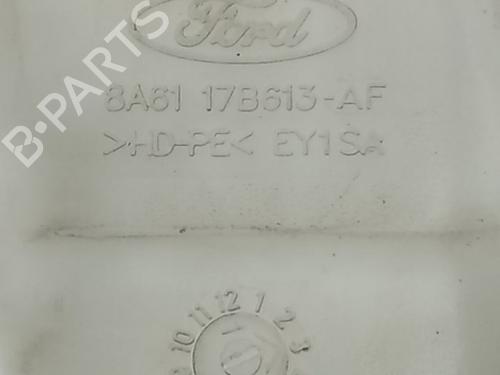 Ford
8A61 17B613-AF
>HD-PE< EY1SA
10 11 12 1 2 3
B-PARTS